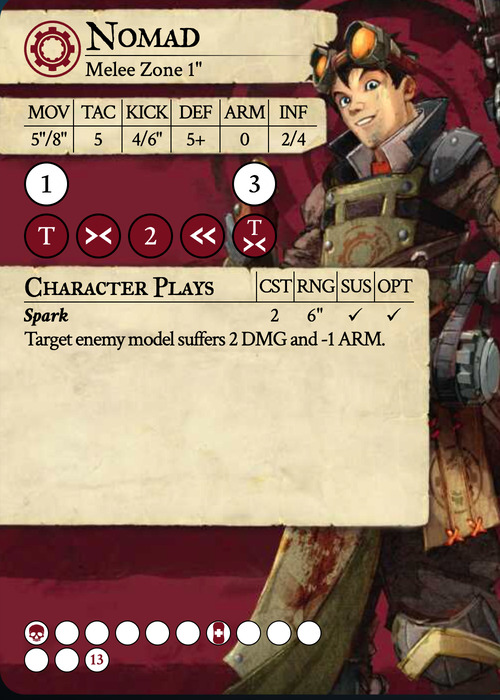 Nomad
Melee Zone 1"
MOV TAC KICK DEF ARM INF
5"/8" 5 4/6" 5+ 0 2/4
1 3
T >< 2 << T ><
Character Plays CST RNG SUS OPT
Spark 2 6" ✓ ✓
Target enemy model suffers 2 DMG and -1 ARM.
13